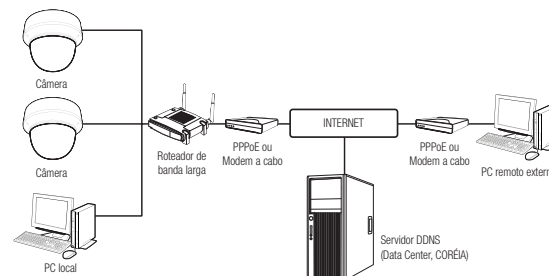 Câmera
Câmera
PC local
Roteador de
banda larga
PPPoE ou
Modem a cabo
INTERNET
PPPoE ou
Modem a cabo
PC remoto extern
Servidor DDNS
(Data Center, CORÉIA)